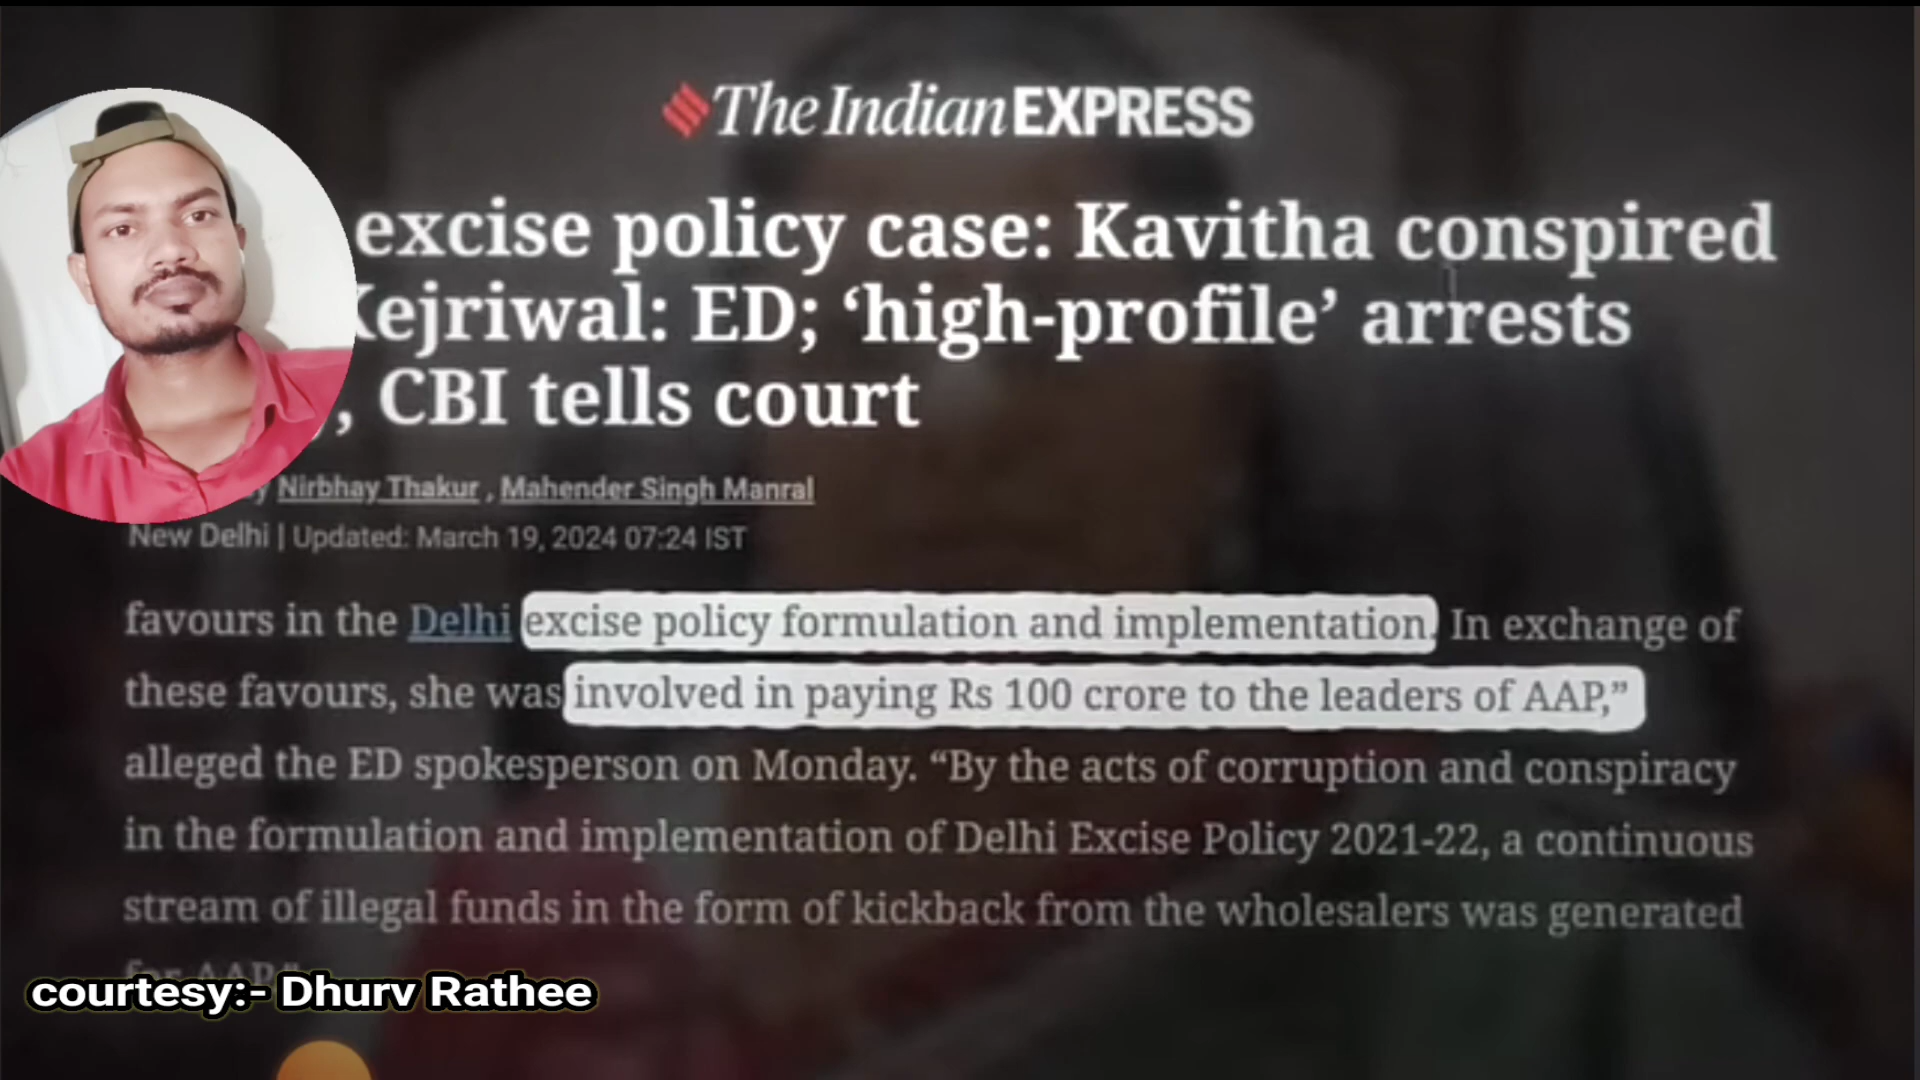 The Indian EXPRESS
excise policy case: Kavitha conspired
Kejriwal: ED; ‘high-profile’ arrests
, CBI tells court
y Nirbhay Thakur , Mahender Singh Manral
New Delhi | Updated: March 19, 2024 07:24 IST
favours in the Delhi excise policy formulation and implementation. In exchange of
these favours, she was involved in paying Rs 100 crore to the leaders of AAP,”
alleged the ED spokesperson on Monday. “By the acts of corruption and conspiracy
in the formulation and implementation of Delhi Excise Policy 2021-22, a continuous
stream of illegal funds in the form of kickback from the wholesalers was generated
for AAP.”
courtesy:- Dhurv Rathee